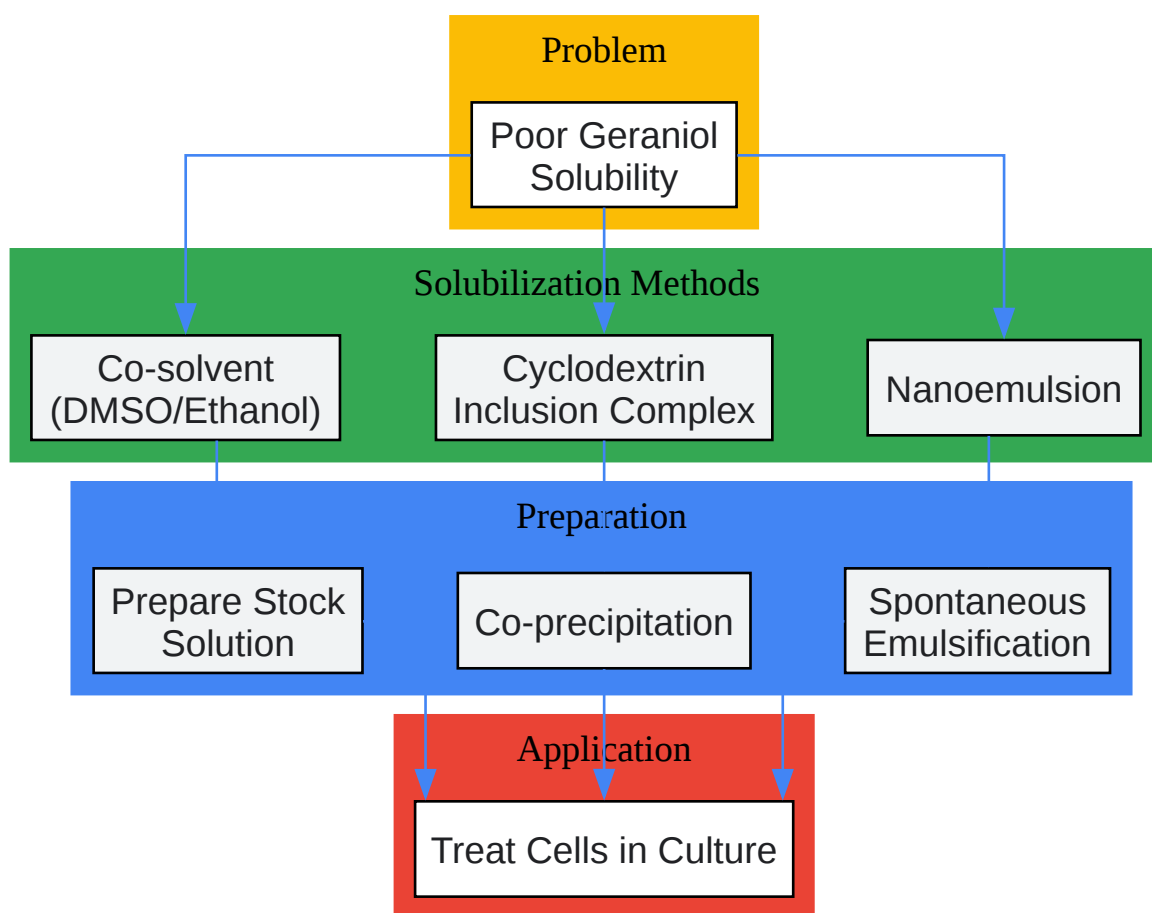 Problem
Poor Geraniol
Solubility
Solubilization Methods
Co-solvent
(DMSO/Ethanol)
Cyclodextrin
Inclusion Complex
Nanoemulsion
Preparation
Prepare Stock
Solution
Co-precipitation
Spontaneous
Emulsification
Application
Treat Cells in Culture